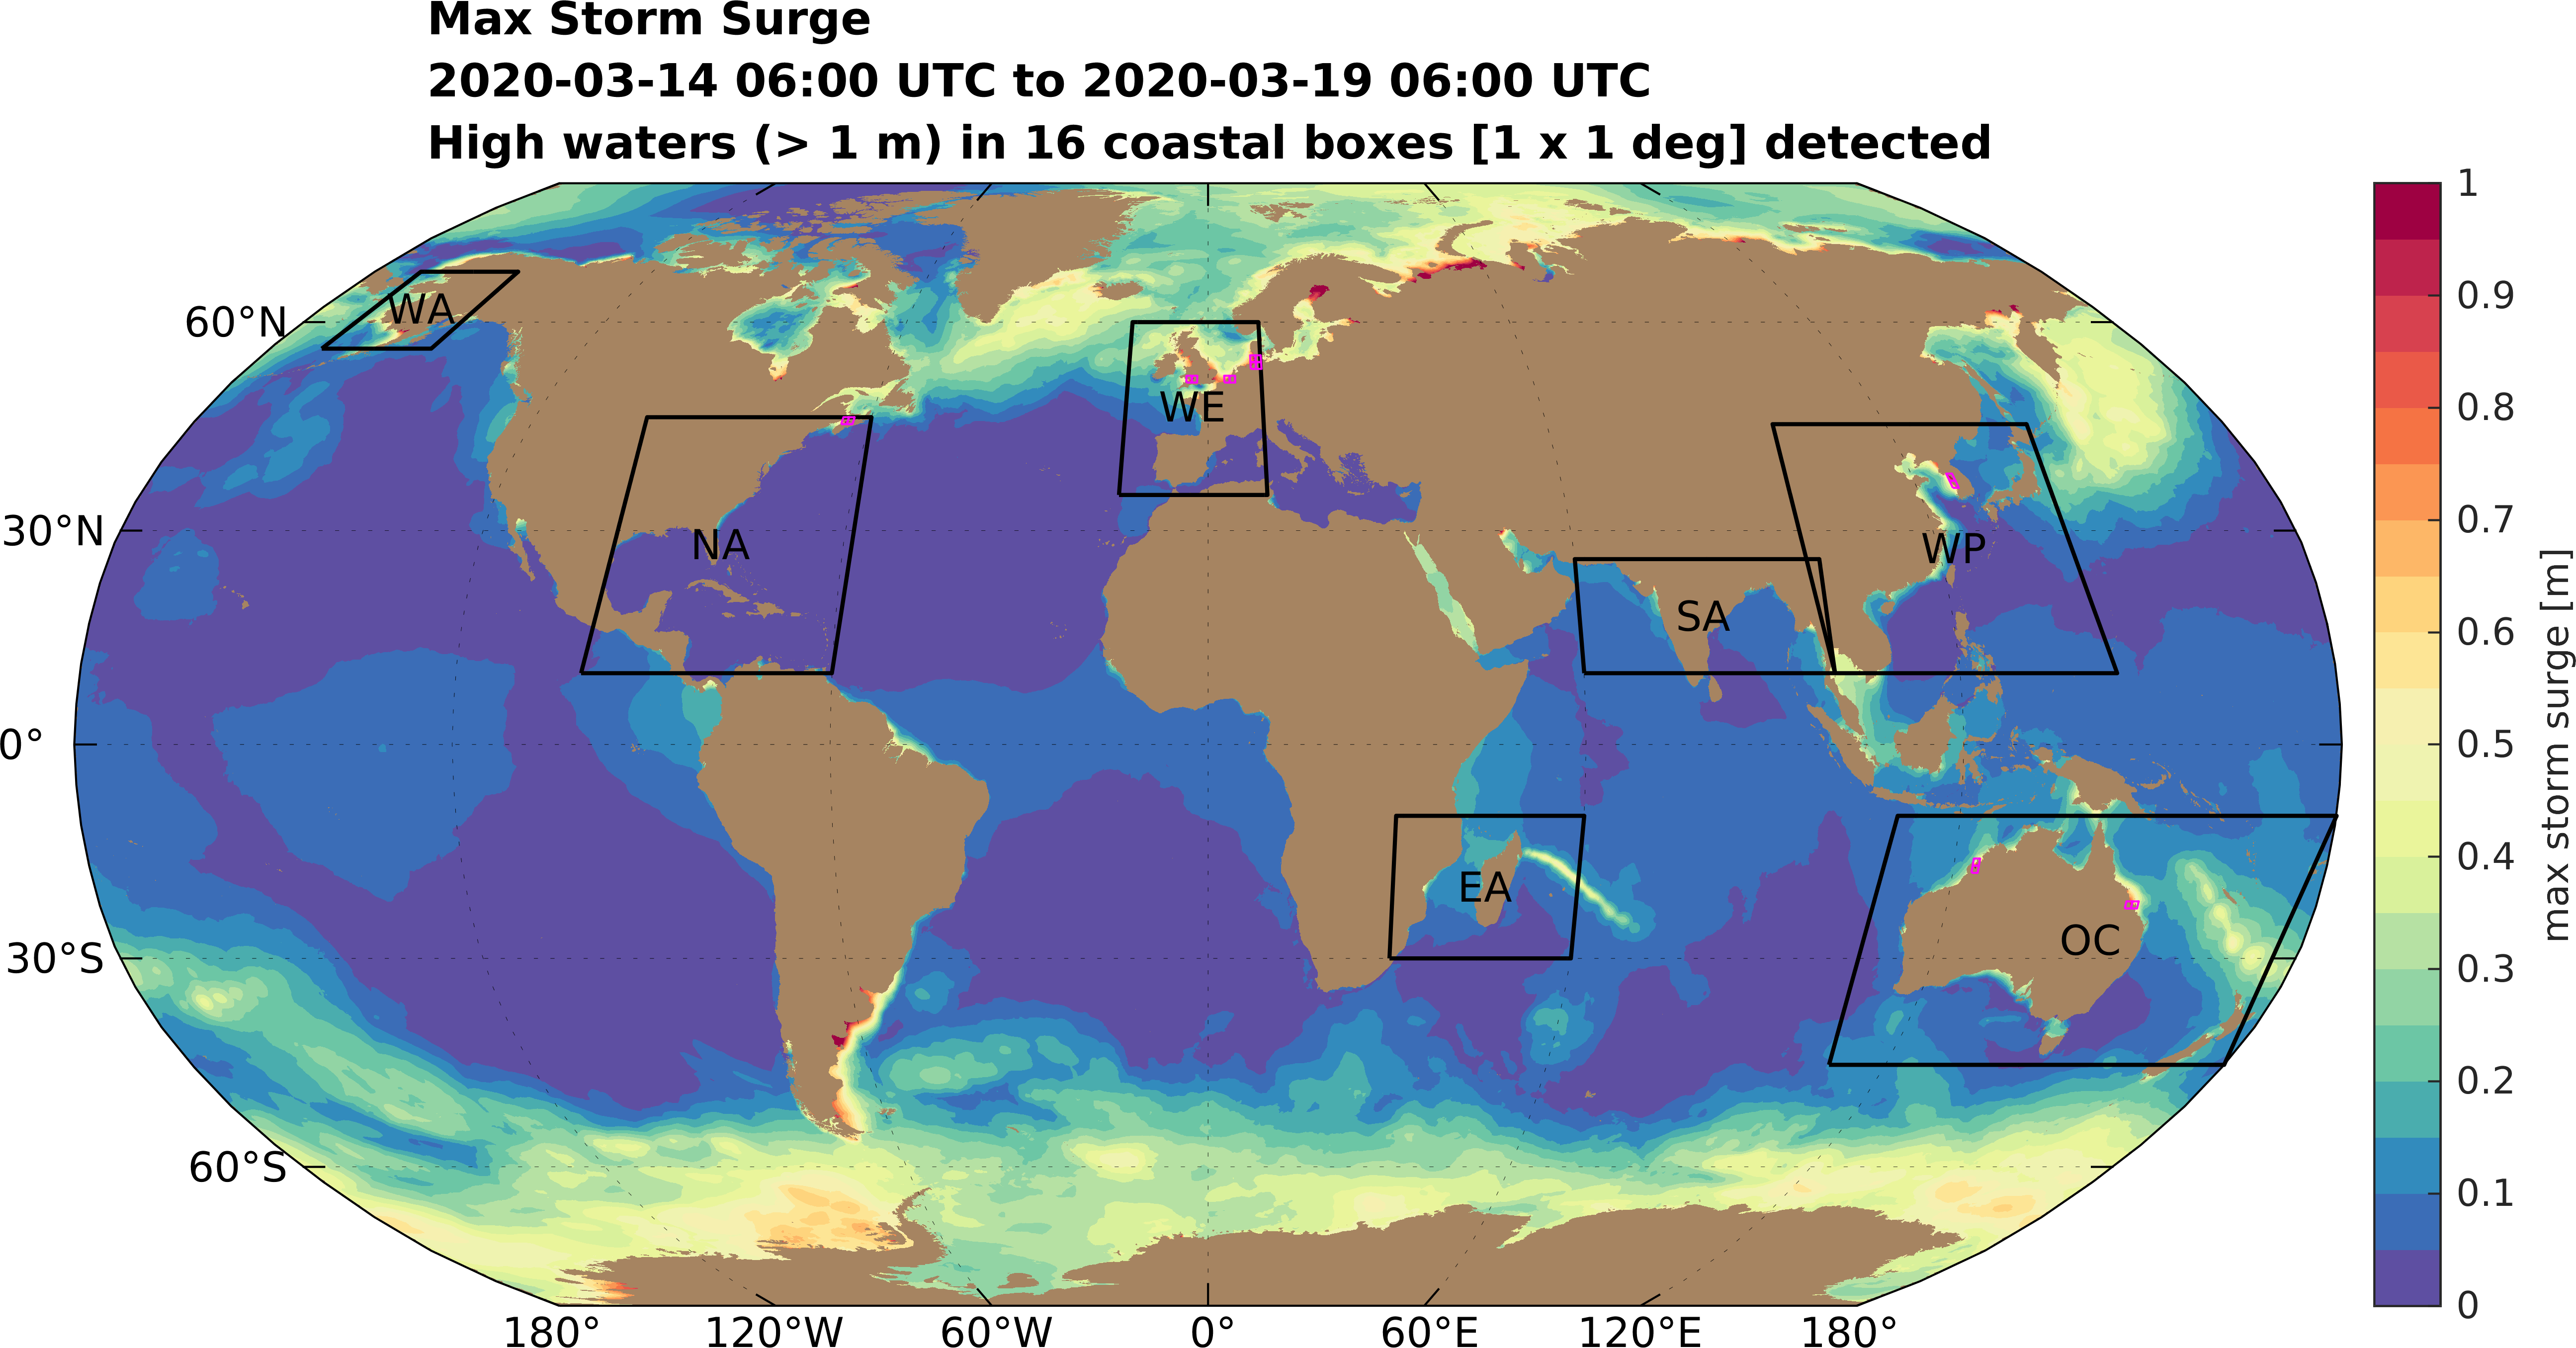 Max Storm Surge
2020-03-14 06:00 UTC to 2020-03-19 06:00 UTC
High waters (> 1 m) in 16 coastal boxes [1 x 1 deg] detected
60°N
30°N
0°
30°S
60°S
WA
NA
WE
SA
WP
EA
OC
180°
120°W
60°W
0°
60°E
120°E
180°
1
0.9
0.8
0.7
0.6
0.5
0.4
0.3
0.2
0.1
0
max storm surge [m]